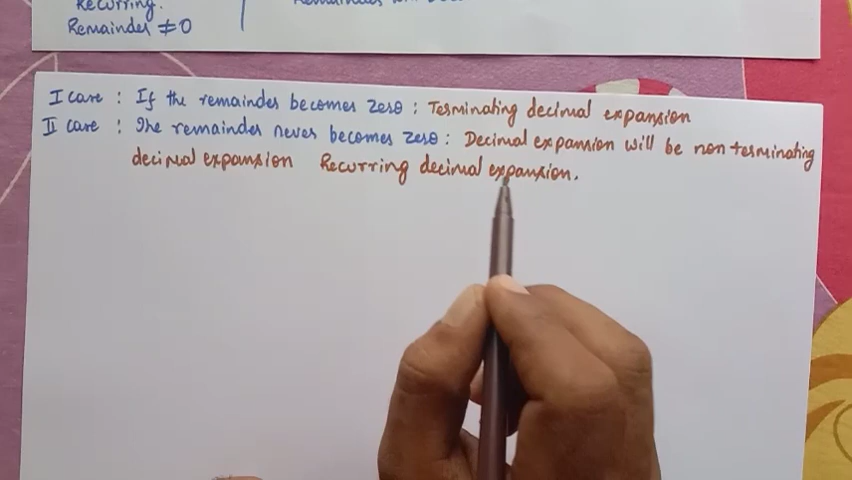 Recurring.
Remainder ≠ 0
I case : If the remainder becomes zero : Terminating decimal expansion
II case : The remainder never becomes zero : Decimal expansion will be non terminating
decimal expansion Recurring decimal expansion.